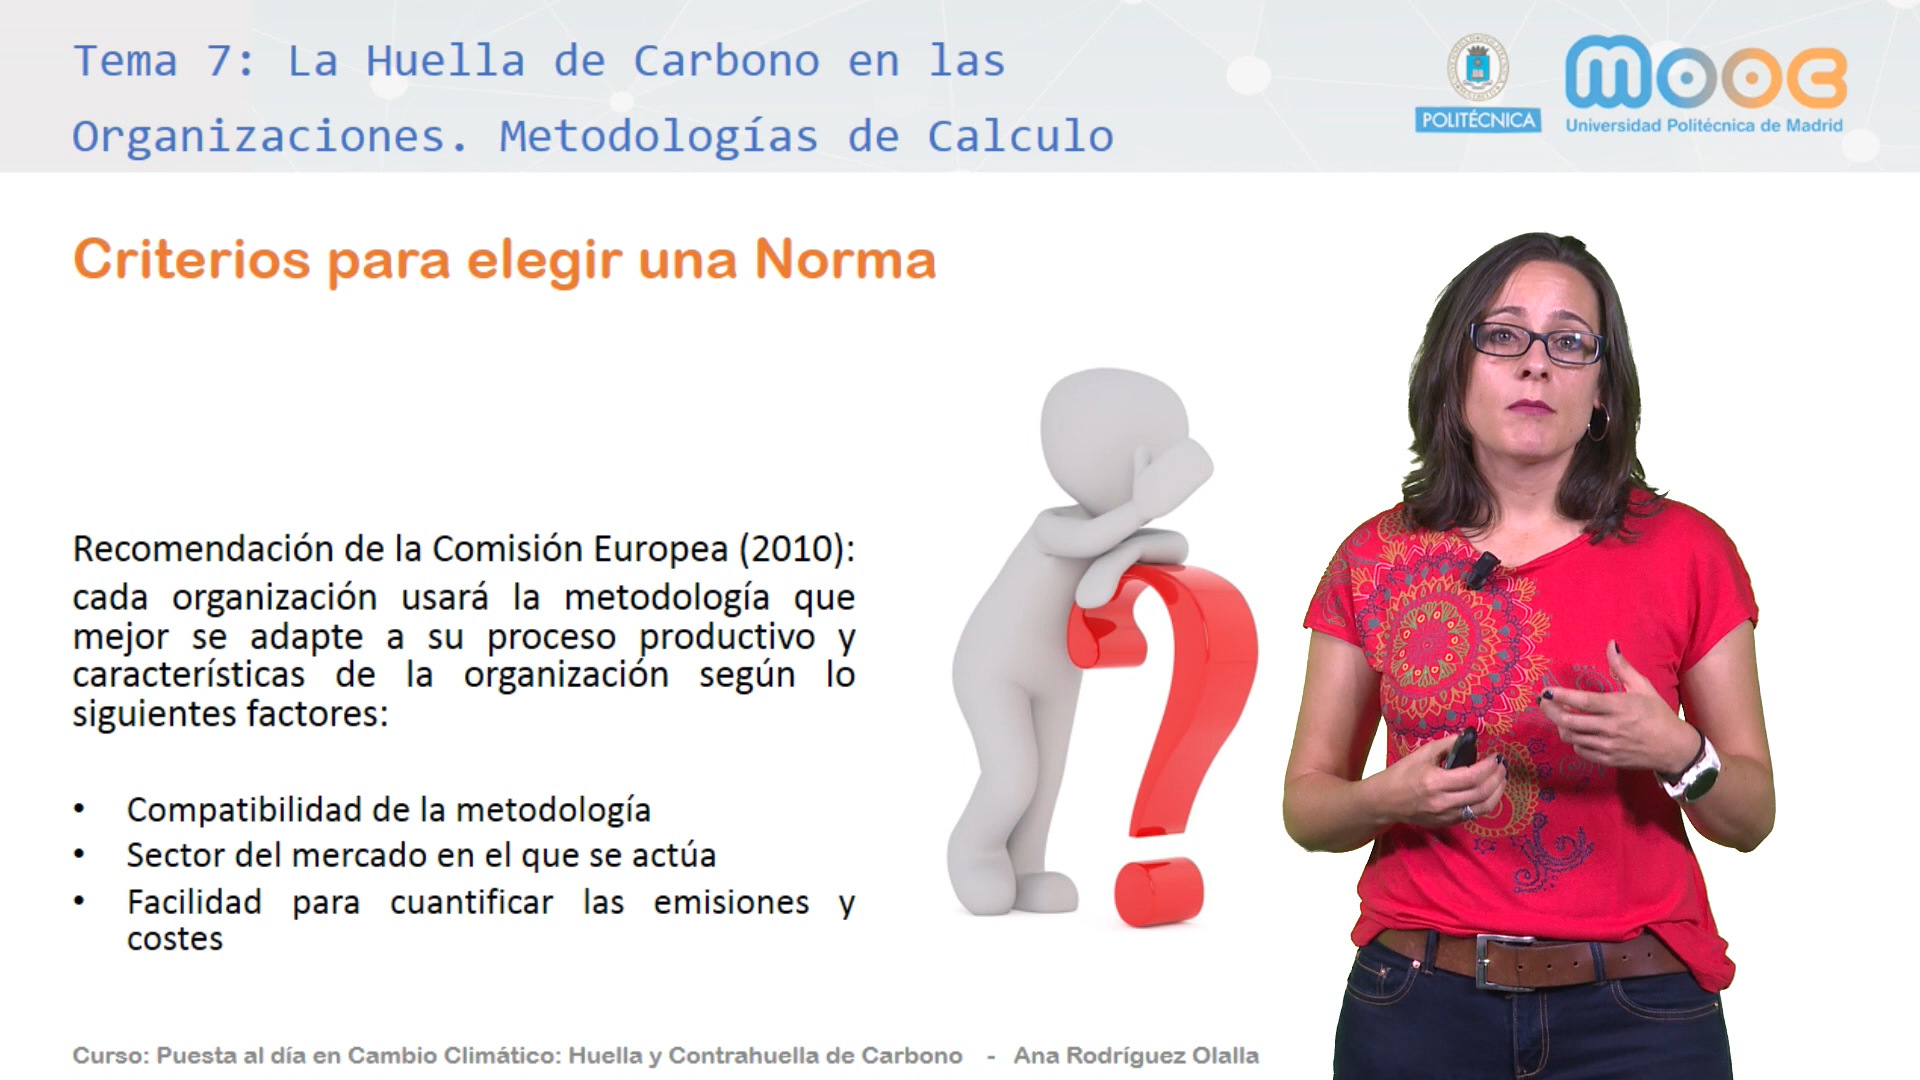 Tema 7: La Huella de Carbono en las
Organizaciones. Metodologías de Calculo
POLITÉCNICA
mooc
Universidad Politécnica de Madrid
Criterios para elegir una Norma
Recomendación de la Comisión Europea (2010):
cada organización usará la metodología que
mejor se adapte a su proceso productivo y
características de la organización según lo
siguientes factores:
• Compatibilidad de la metodología
• Sector del mercado en el que se actúa
• Facilidad para cuantificar las emisiones y
costes
Curso: Puesta al día en Cambio Climático: Huella y Contrahuella de Carbono - Ana Rodríguez Olalla